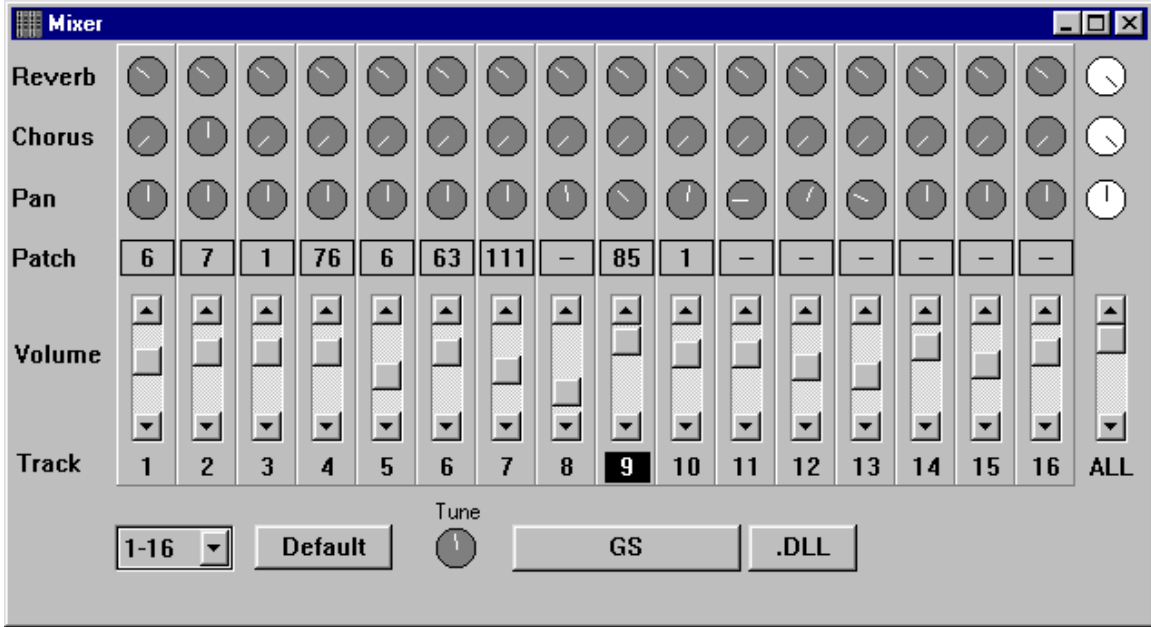 Mixer
Reverb
Chorus
Pan
Patch 6 7 1 76 6 63 111 – 85 1 – – – – – –
Volume
Track 1 2 3 4 5 6 7 8 9 10 11 12 13 14 15 16 ALL
Tune
1-16 Default GS .DLL